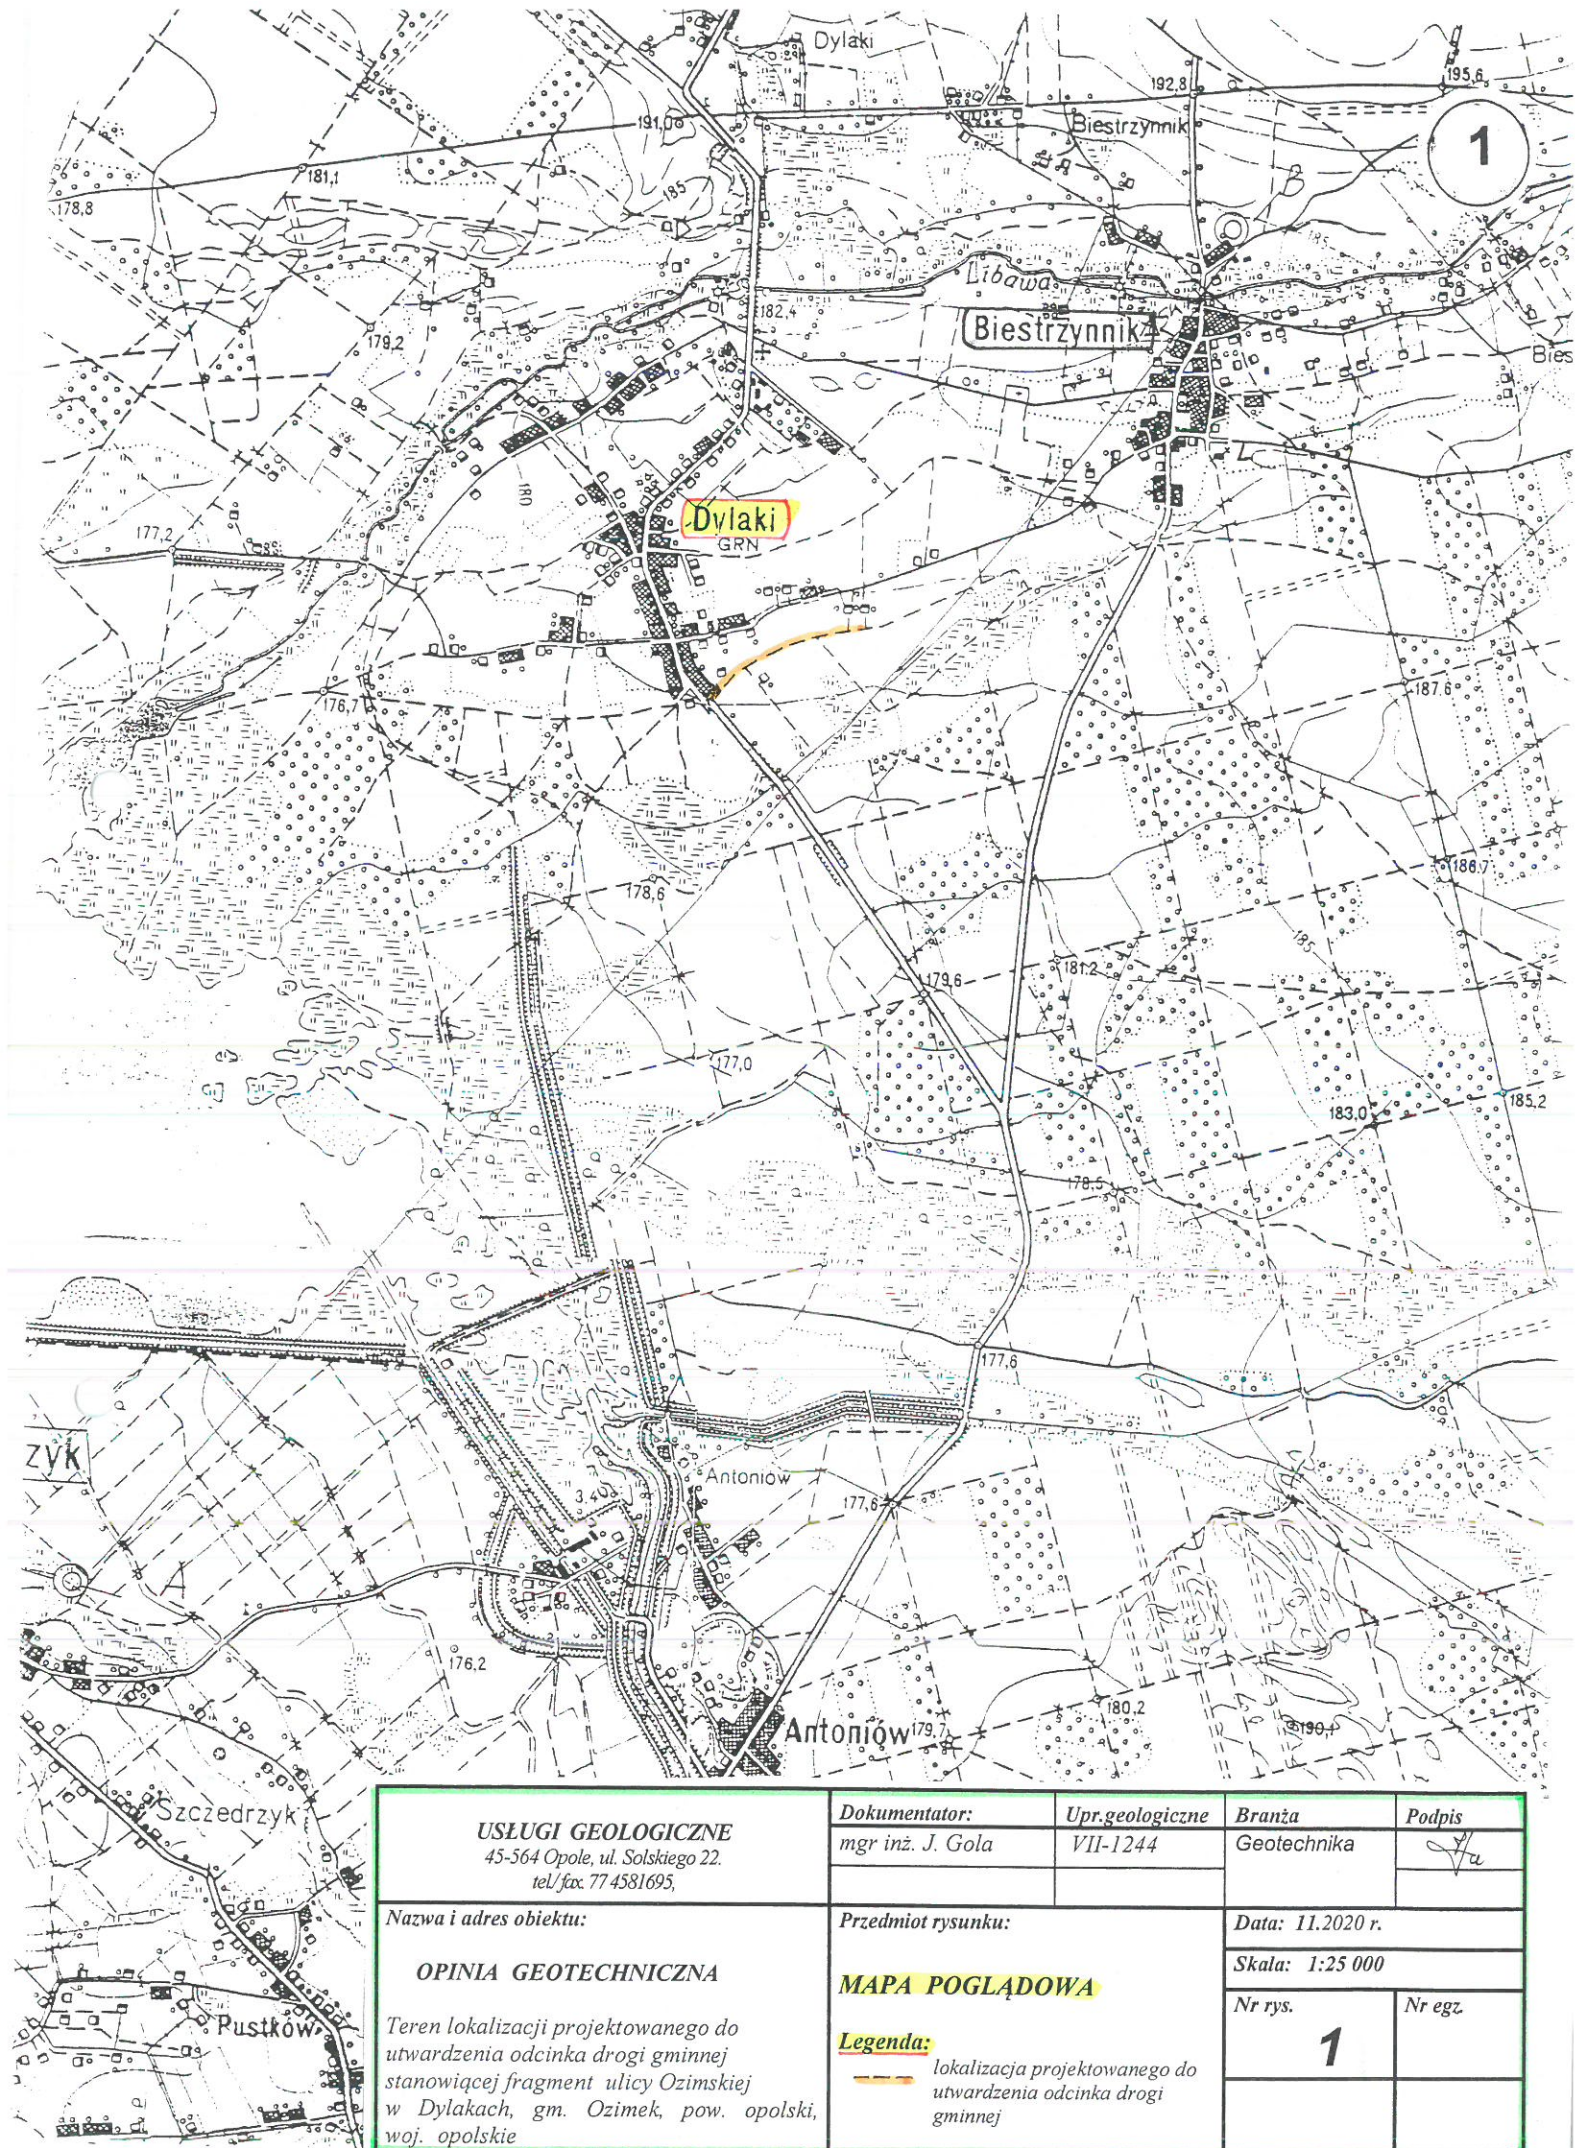 Dylaki
192,8
195,6
1
191,0
Biestrzynnik
181,1
185
178,8
B
185
Libawa
182,4
Biestrzynnik
179,2
Bies
180
Dylaki
GRN
177,2
187,6
176,7
186,7
178,6
185
181,2
179,6
177,0
183,0
185,2
178,5
177,6
ZYK
Antoniów
3.4
177,6
A
176,2
180,2
Antoniów
179,7
190,1
Szczedrzyk
Pustków
USŁUGI GEOLOGICZNE
45-564 Opole, ul. Solskiego 22.
tel/fax. 77 4581695,
Dokumentator:
Upr.geologiczne
Branża
Podpis
mgr inż. J. Gola
VII-1244
Geotechnika
Nazwa i adres obiektu:
OPINIA GEOTECHNICZNA
Teren lokalizacji projektowanego do
utwardzenia odcinka drogi gminnej
stanowiącej fragment ulicy Ozimskiej
w Dylakach, gm. Ozimek, pow. opolski,
woj. opolskie
Przedmiot rysunku:
MAPA POGLĄDOWA
Legenda:
lokalizacja projektowanego do
utwardzenia odcinka drogi
gminnej
Data: 11.2020 r.
Skala: 1:25 000
Nr rys.
Nr egz.
1